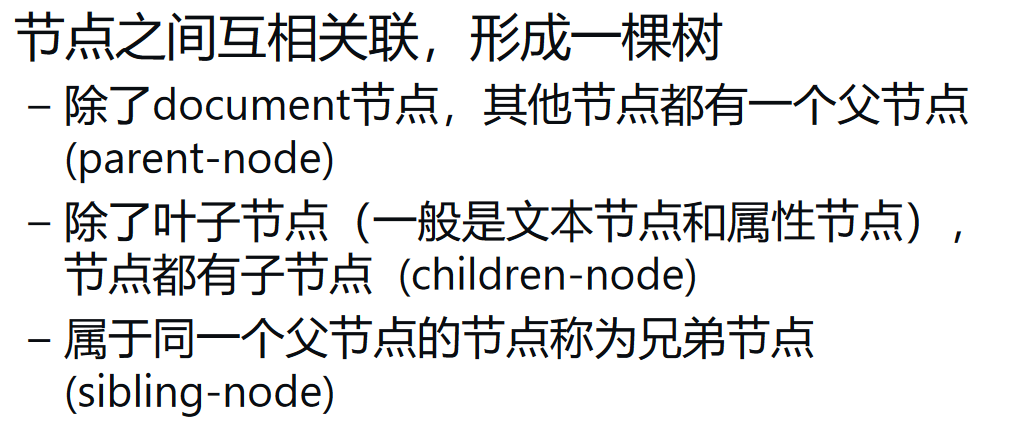 节点之间互相关联，形成一棵树
– 除了document节点，其他节点都有一个父节点
(parent-node)
– 除了叶子节点（一般是文本节点和属性节点），
节点都有子节点 (children-node)
– 属于同一个父节点的节点称为兄弟节点
(sibling-node)